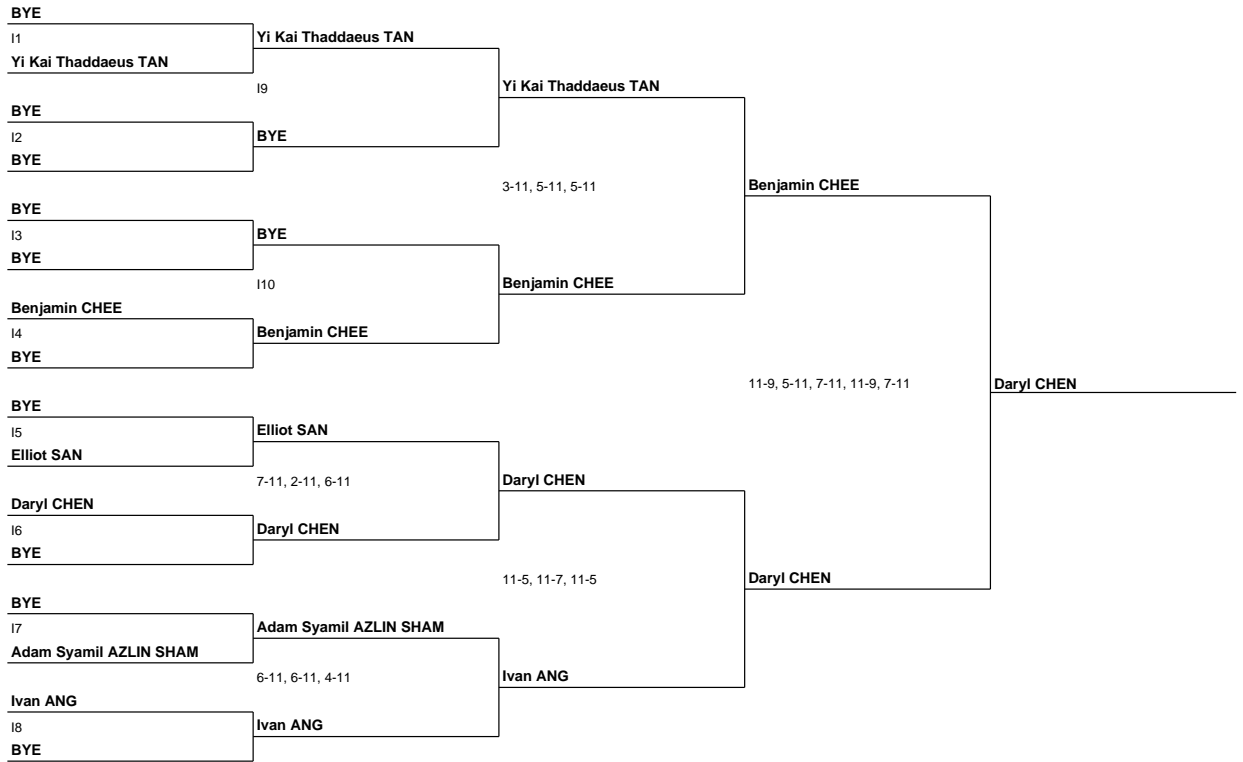 BYE
I1
Yi Kai Thaddaeus TAN
BYE
I2
BYE
BYE
I3
BYE
Benjamin CHEE
I4
BYE
BYE
I5
Elliot SAN
Daryl CHEN
I6
BYE
BYE
I7
Adam Syamil AZLIN SHAM
Ivan ANG
I8
BYE
Yi Kai Thaddaeus TAN
I9
BYE
BYE
I10
Benjamin CHEE
Elliot SAN
7-11, 2-11, 6-11
Daryl CHEN
Adam Syamil AZLIN SHAM
6-11, 6-11, 4-11
Ivan ANG
Yi Kai Thaddaeus TAN
3-11, 5-11, 5-11
Benjamin CHEE
Daryl CHEN
11-5, 11-7, 11-5
Ivan ANG
Benjamin CHEE
11-9, 5-11, 7-11, 11-9, 7-11
Daryl CHEN
Daryl CHEN